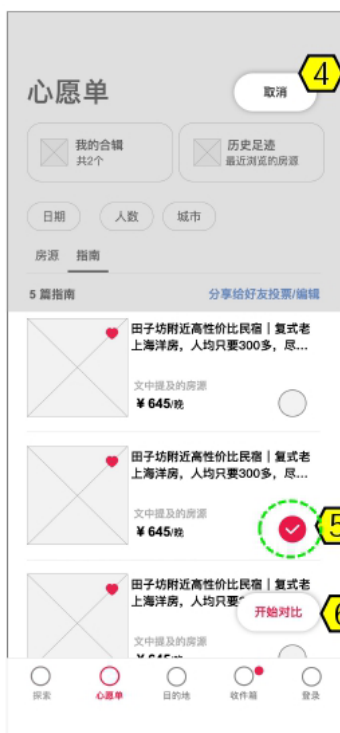 4
心愿单
取消
我的合辑
共2个
历史足迹
最近浏览的房源
日期
人数
城市
房源
指南
5 篇指南
分享给好友投票/编辑
田子坊附近高性价比民宿｜复式老
上海洋房，人均只要300多，尽...
文中提及的房源
¥ 645/晚
田子坊附近高性价比民宿｜复式老
上海洋房，人均只要300多，尽...
文中提及的房源
¥ 645/晚
5
田子坊附近高性价比民宿｜复式老
上海洋房，人均只要
开始对比
6
文中提及的房源
¥ 645/晚
探索
心愿单
目的地
收件箱
登录